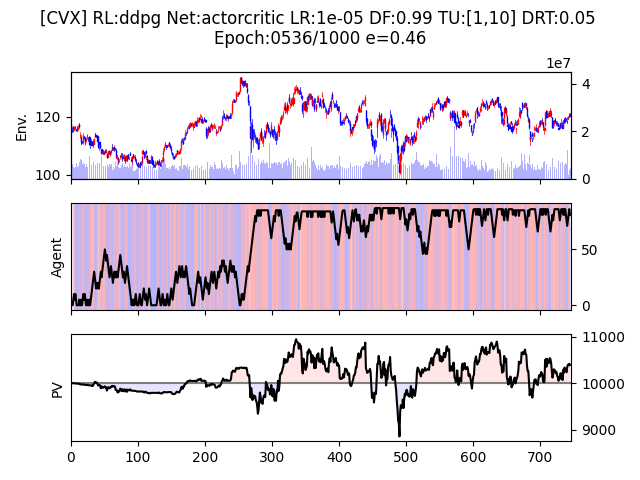 [CVX] RL:ddpg Net:actorcritic LR:1e-05 DF:0.99 TU:[1,10] DRT:0.05
Epoch:0536/1000 e=0.46
1e7
Env.
120
100
4
2
0
Agent
50
0
PV
11000
10000
9000
0 100 200 300 400 500 600 700